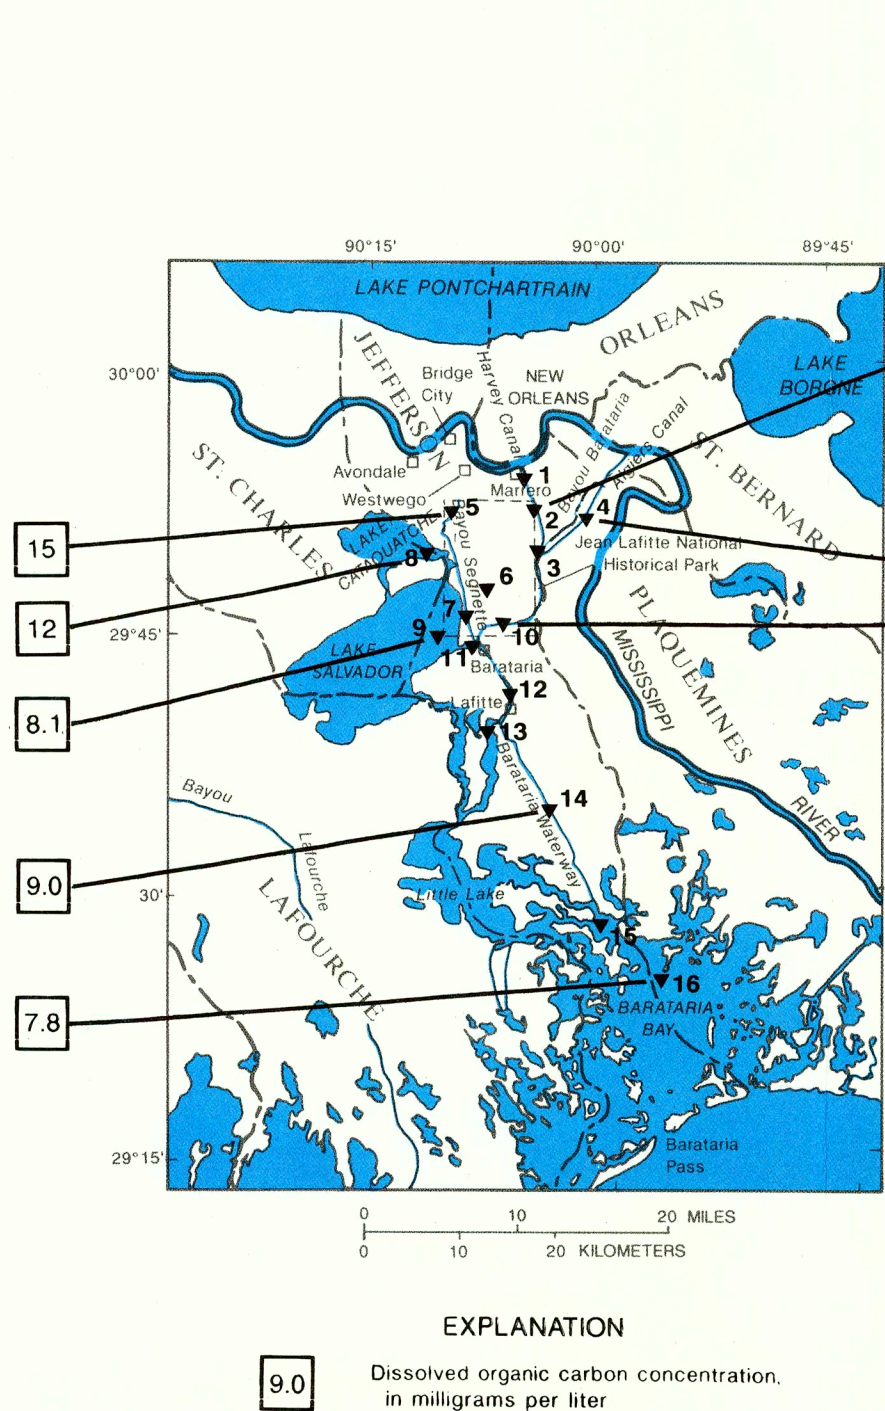 90°15'
90°00'
89°45'
LAKE PONTCHARTRAIN
ORLEANS
JEFFERSON
30°00'
Bridge
City
Harvey Canal
NEW
ORLEANS
LAKE
BORGNE
Bayou Barataria
Algiers Canal
ST. CHARLES
ST. BERNARD
Avondale
1
Marrero
Westwego
5
2
4
15
LAKE
CATAOUATCHE
Bayou Segnette
Jean Lafitte National
Historical Park
8
3
6
12
7
PLAQUEMINES
29°45'
9
10
LAKE
SALVADOR
11
Barataria
MISSISSIPPI
RIVER
8.1
12
Lafitte
13
Barataria Waterway
Bayou
Lafourche
14
9.0
30'
Little Lake
LAFOURCHE
15
16
7.8
BARATARIA
BAY
29°15'
Barataria
Pass
0 10 20 MILES
0 10 20 KILOMETERS
EXPLANATION
9.0 Dissolved organic carbon concentration,
in milligrams per liter